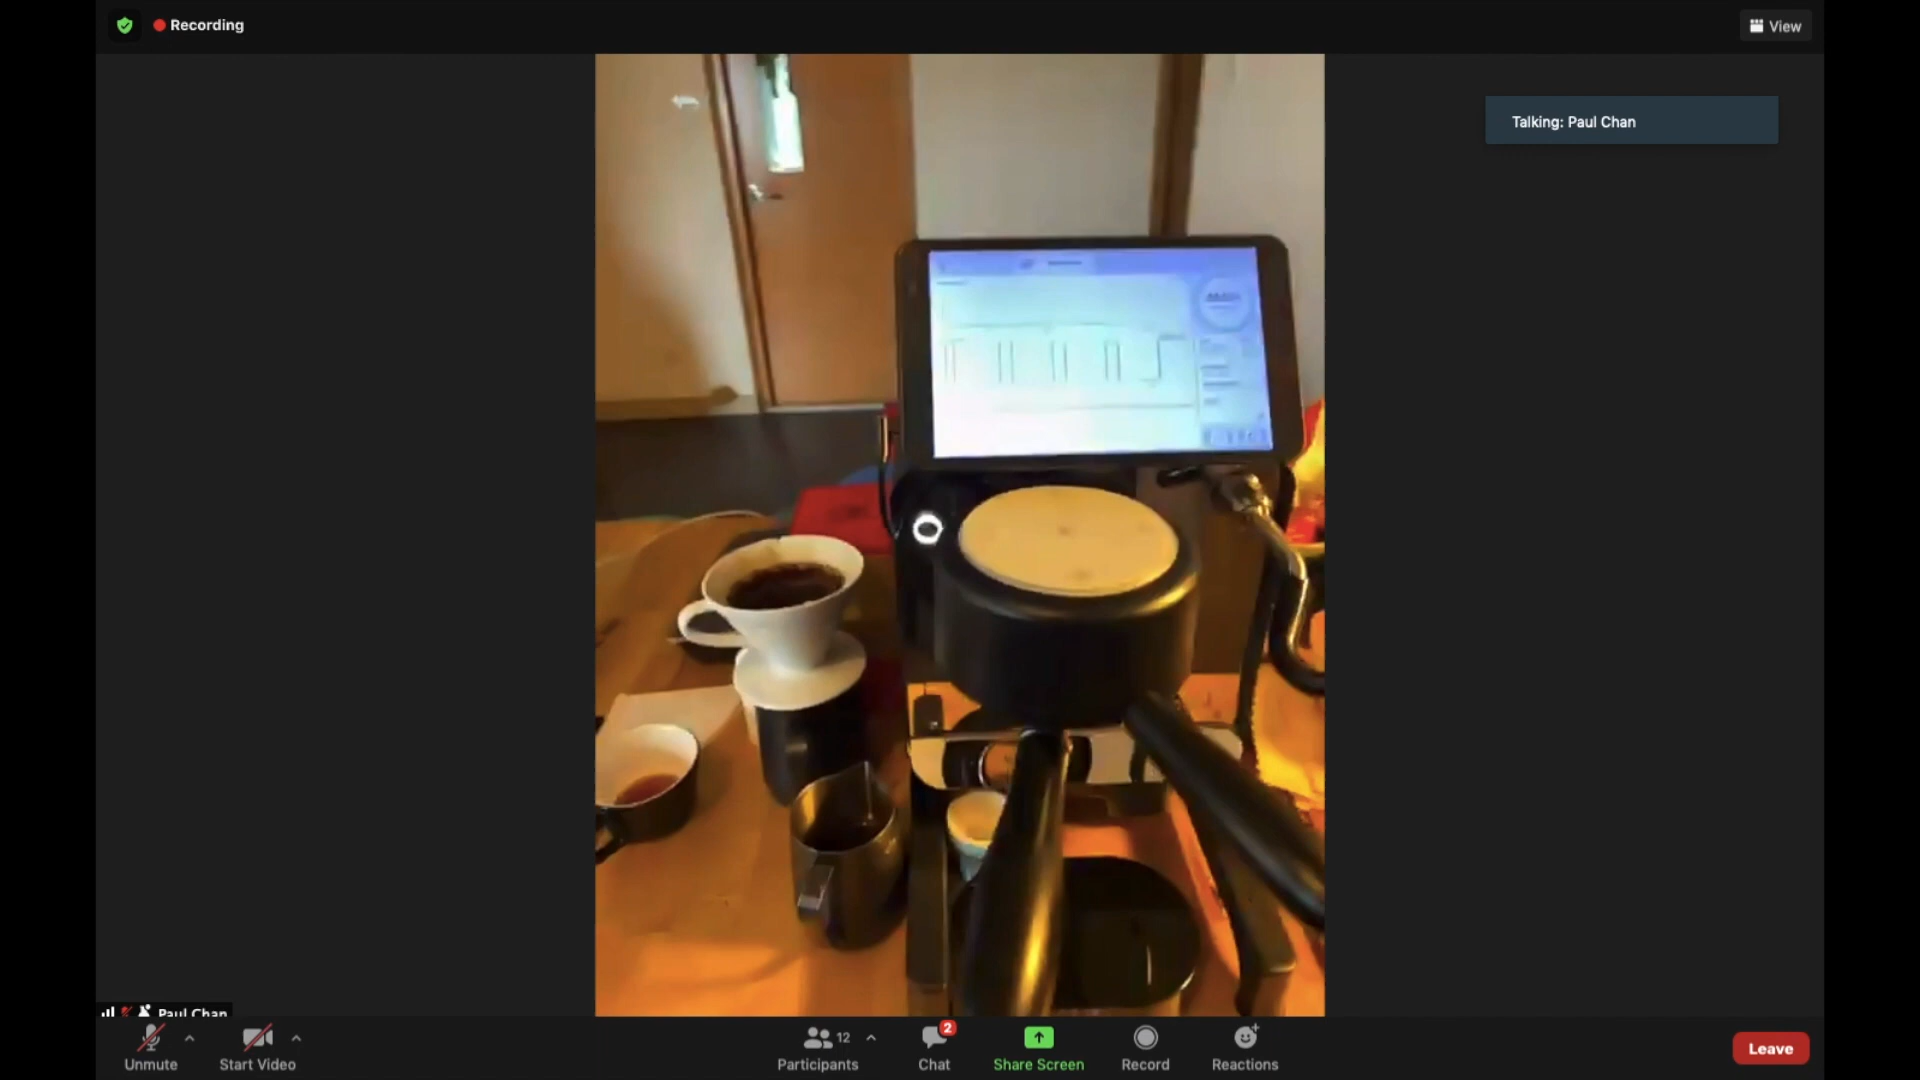 Recording
View
Talking: Paul Chan
Paul Chan
Unmute
Start Video
12
Participants
2
Chat
Share Screen
Record
Reactions
Leave